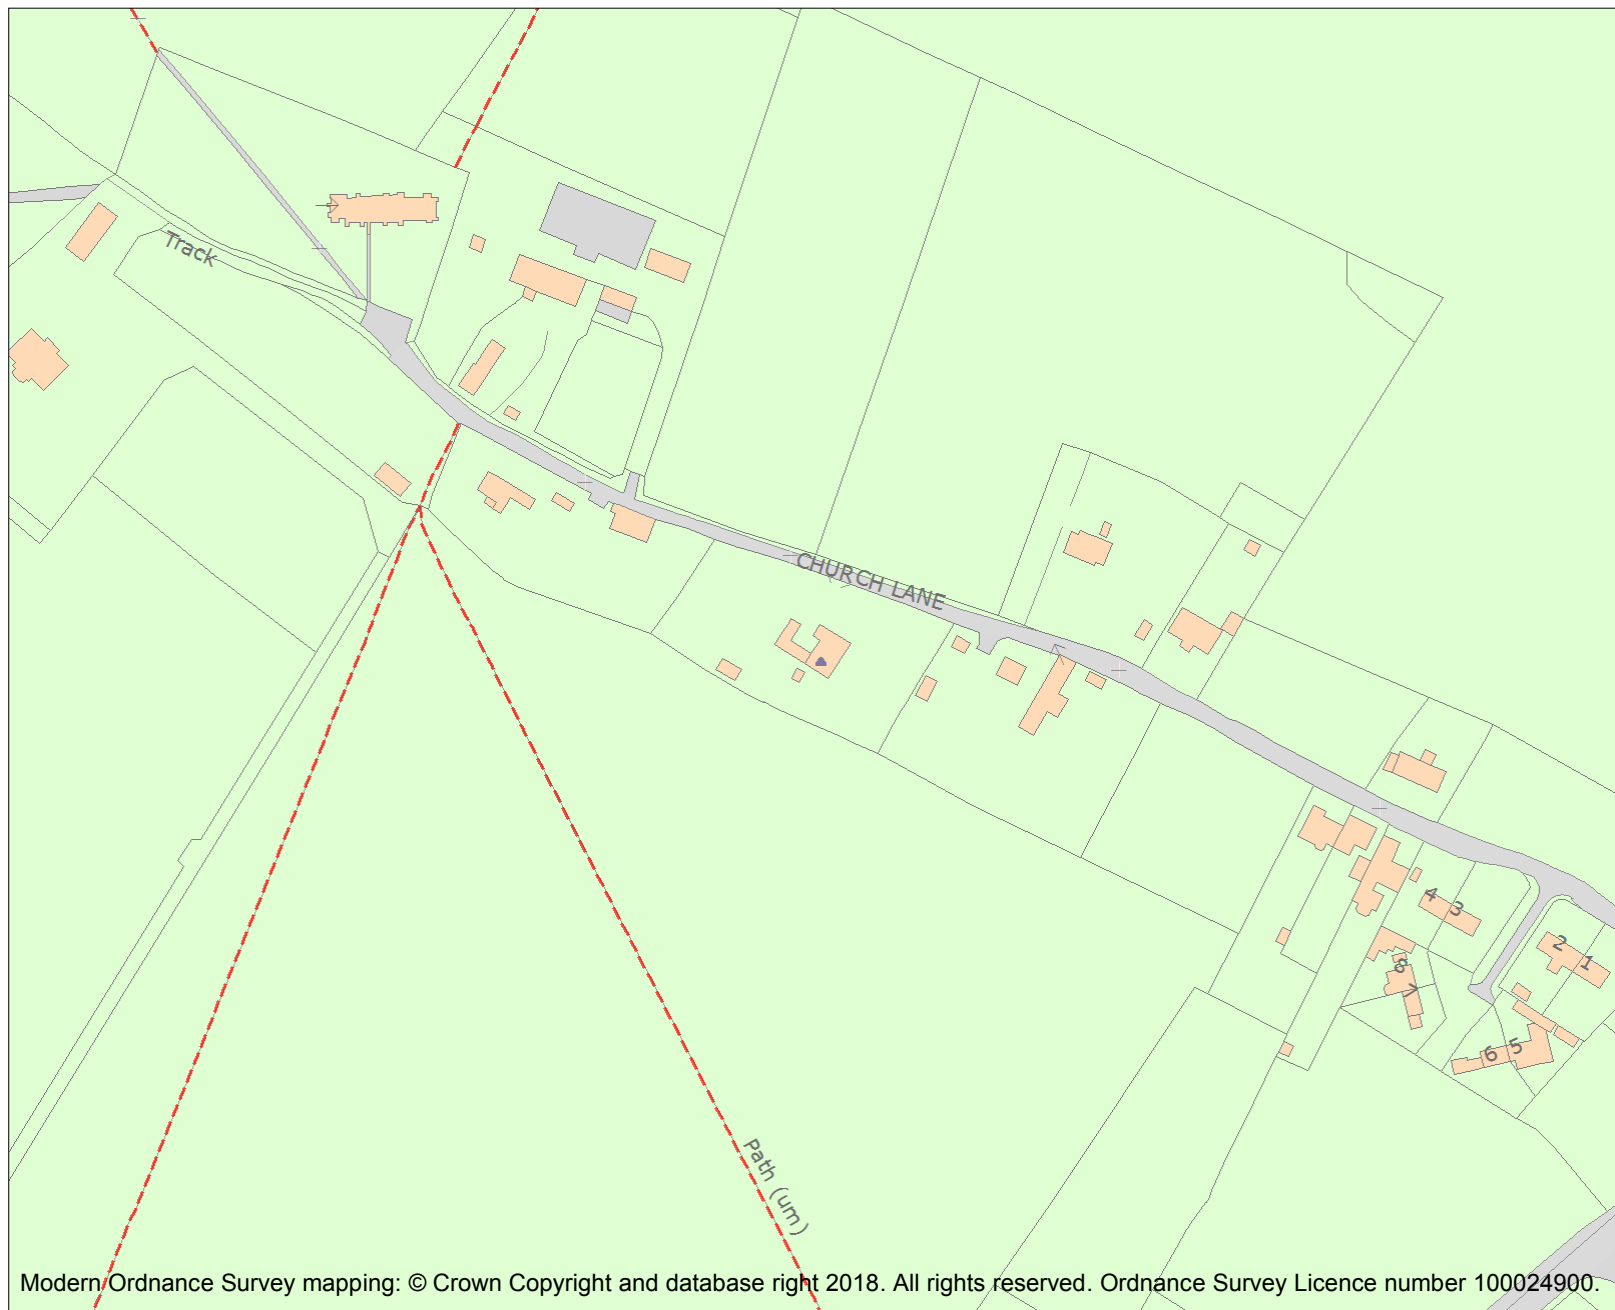 Track
CHURCH LANE
4 3
2 1
8
7
6 5
Path (um)
Modern Ordnance Survey mapping: © Crown Copyright and database right 2018. All rights reserved. Ordnance Survey Licence number 100024900.